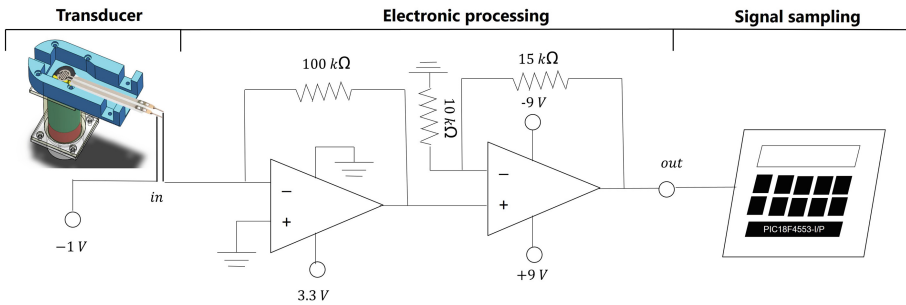 Transducer
Electronic processing
Signal sampling
100 kΩ
15 kΩ
-9 V
10 kΩ
in
out
−1 V
−
+
−
+
3.3 V
+9 V
PIC18F4553-I/P